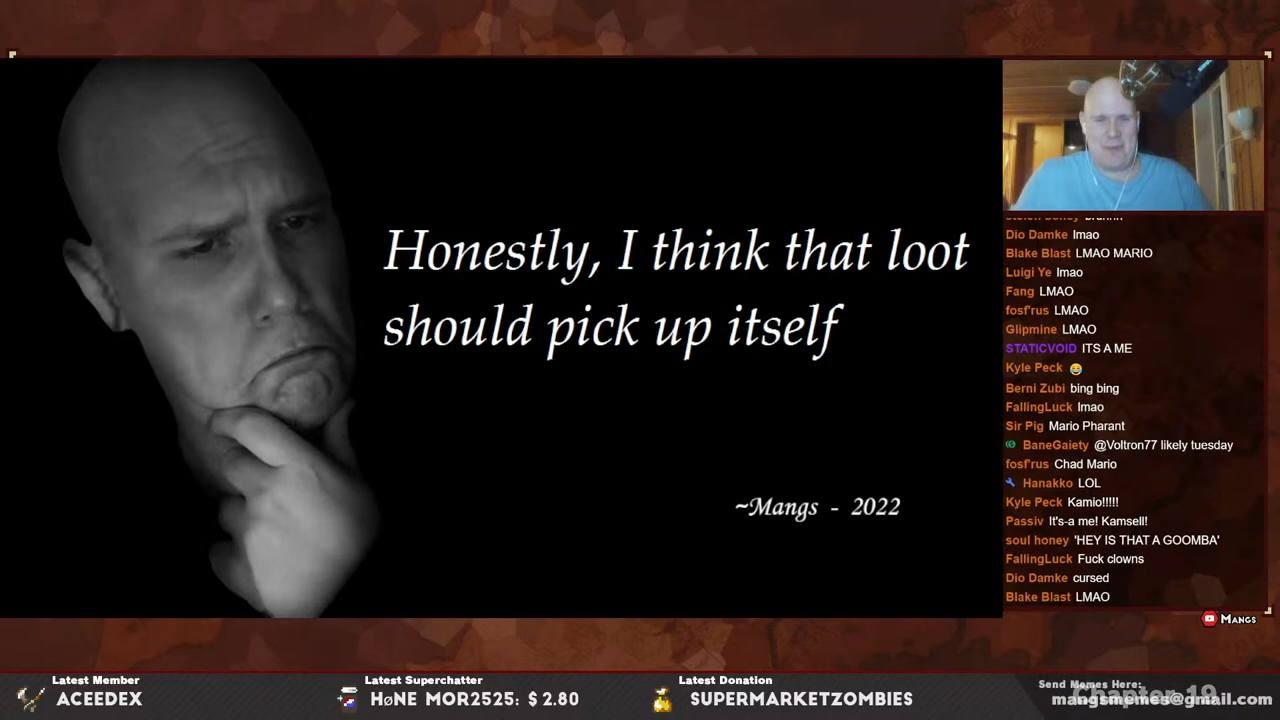 Honestly, I think that loot
should pick up itself
~Mangs - 2022
Dio Damke lmao
Blake Blast LMAO MARIO
Luigi Ye lmao
Fang LMAO
fosf'rus LMAO
Glipmine LMAO
STATICVOID ITS A ME
Kyle Peck 😂
Berni Zubi bing bing
FallingLuck lmao
Sir Pig Mario Pharant
BaneGaiety @Voltron77 likely tuesday
fosf'rus Chad Mario
Hanakko LOL
Kyle Peck Kamio!!!!!
Passiv It's-a me! Kamsell!
soul honey 'HEY IS THAT A GOOMBA'
FallingLuck Fuck clowns
Dio Damke cursed
Blake Blast LMAO
Mangs
Latest Member
ACEEDEX
Latest Superchatter
HØNE MOR2525: $ 2.80
Latest Donation
SUPERMARKETZOMBIES
Send Memes Here:
Chapter 19
mangsmemes@gmail.com